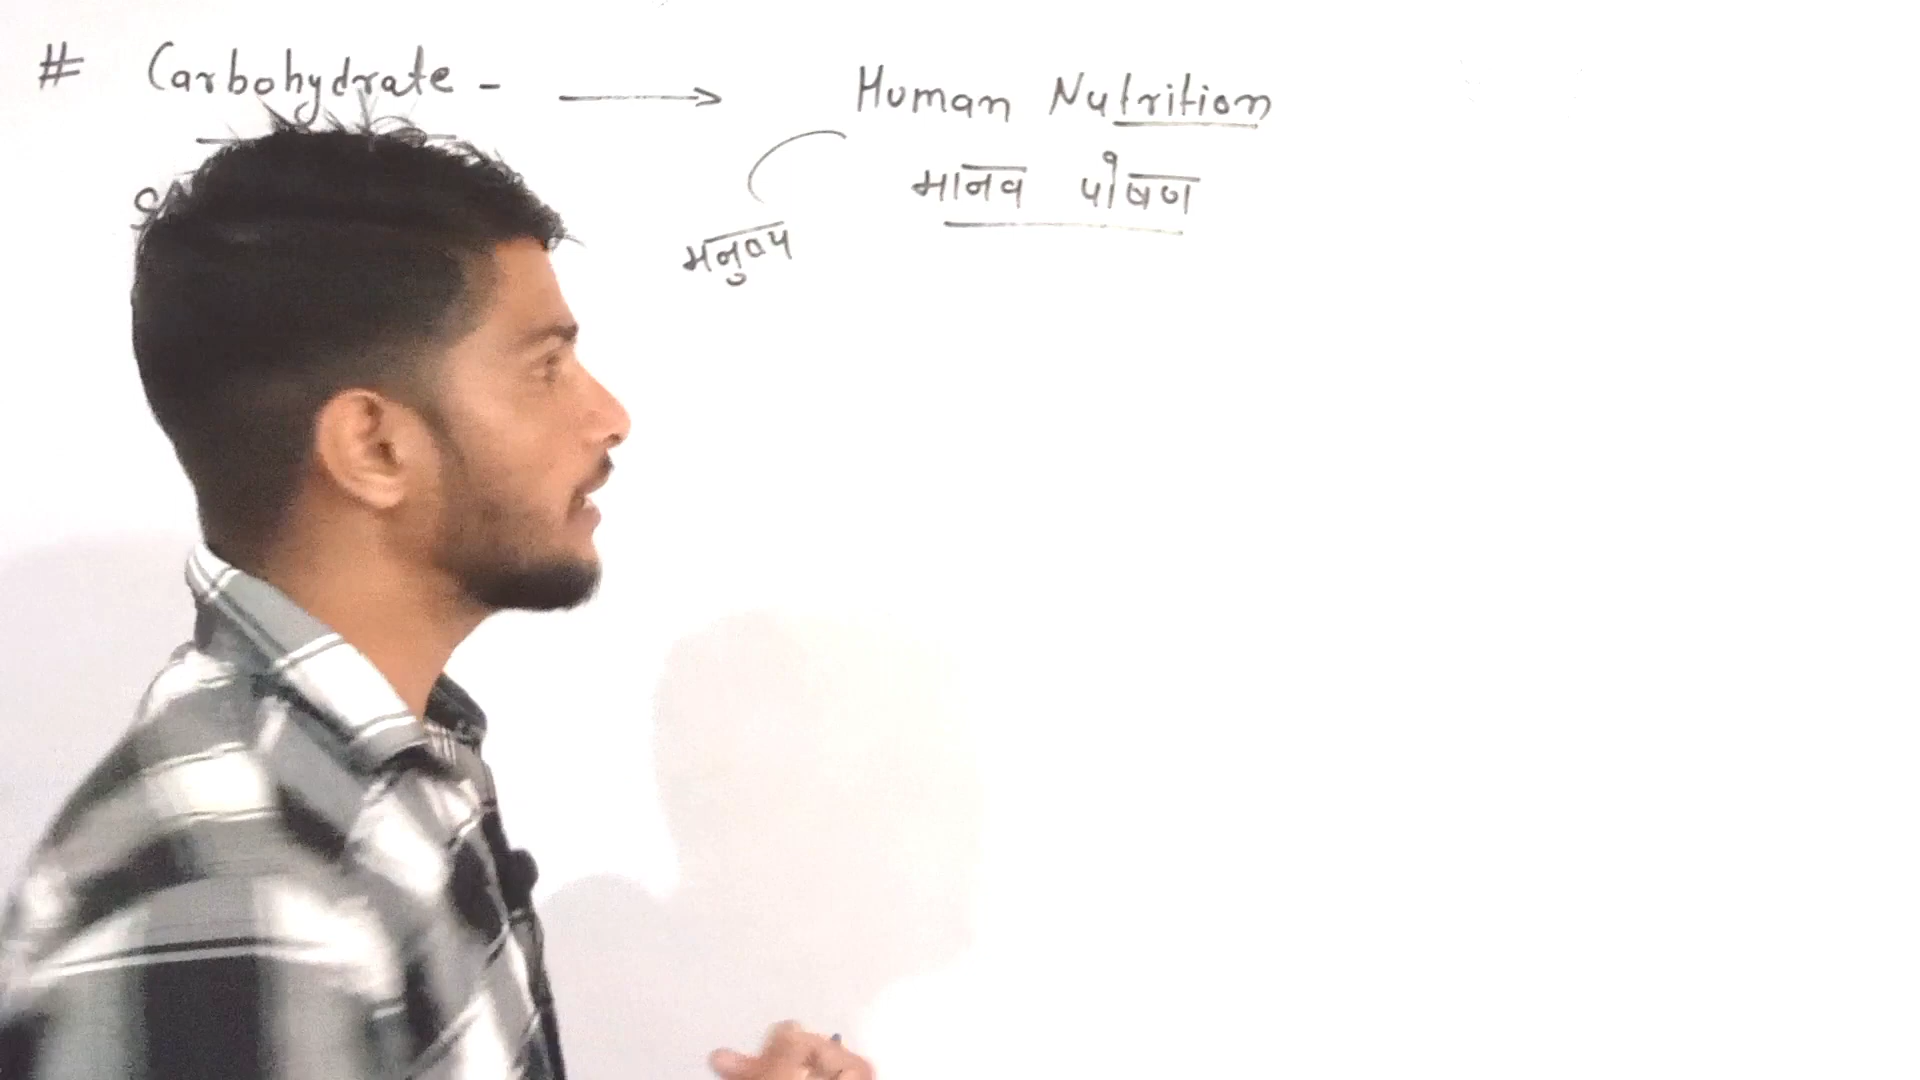 # Carbohydrate - ⟶ Human Nutrition
मानव पोषण
मनुष्य